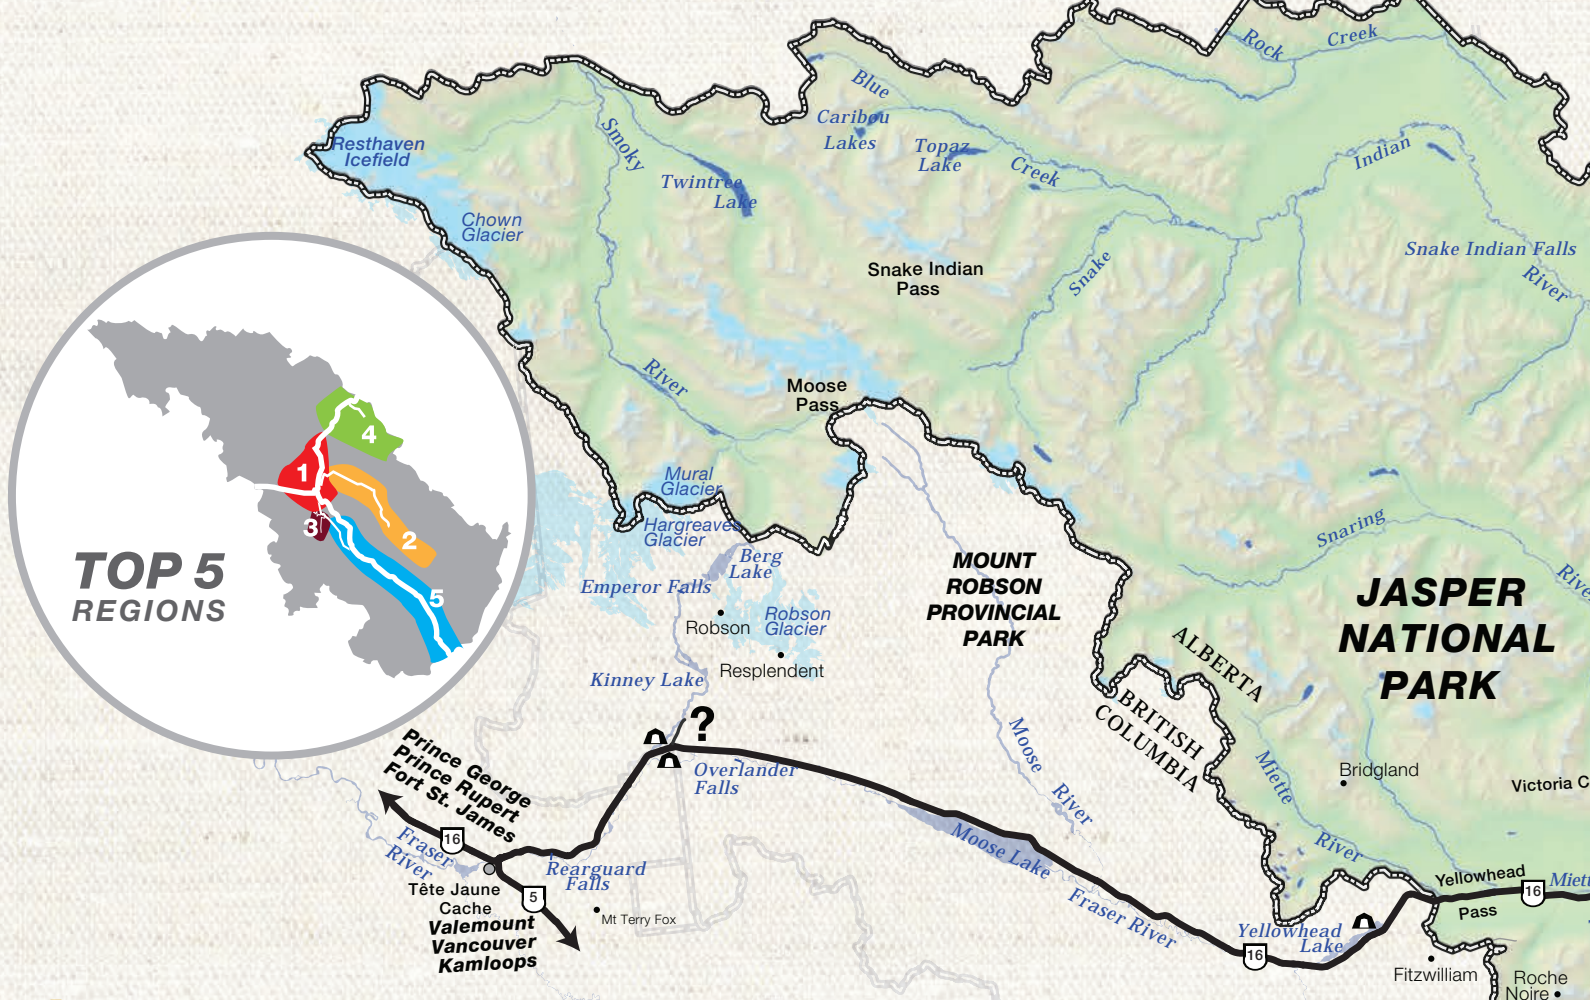 Rock
Creek
Blue
Caribou
Lakes
Topaz
Lake
Creek
Indian
Resthaven
Icefield
Smoky
Twintree
Lake
Chown
Glacier
Snake Indian
Pass
Snake
Snake Indian Falls
River
River
Moose
Pass
4
1
2
3
5
TOP 5
REGIONS
Mural
Glacier
Hargreaves
Glacier
Berg
Lake
Emperor Falls
Robson
Robson
Glacier
Resplendent
Kinney Lake
MOUNT
ROBSON
PROVINCIAL
PARK
Snaring
River
JASPER
NATIONAL
PARK
ALBERTA
BRITISH
COLUMBIA
?
Overlander
Falls
Moose
River
Miette
River
Bridgland
Victoria C
Prince George
Prince Rupert
Fort St. James
16
Fraser
River
Tête Jaune
Cache
5
Valemount
Vancouver
Kamloops
Rearguard
Falls
Mt Terry Fox
Moose Lake
Fraser River
16
Yellowhead
Lake
Yellowhead
Pass
16
Miett
Fitzwilliam
Roche
Noire